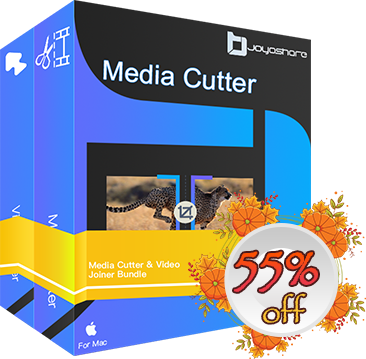 Joyoshare
Media Cutter
Media Cutter & Video
Joiner Bundle
For Mac
55%
off